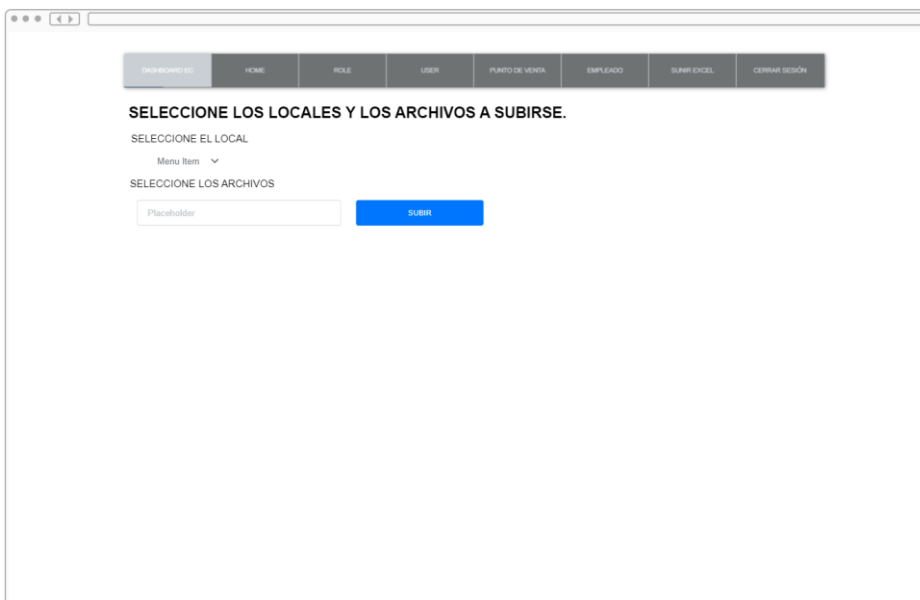 DASHBOARD EC HOME ROLE USER PUNTO DE VENTA EMPLEADO SUNIR EXCEL CERRAR SESIÓN
SELECCIONE LOS LOCALES Y LOS ARCHIVOS A SUBIRSE.
SELECCIONE EL LOCAL
Menu Item
SELECCIONE LOS ARCHIVOS
Placeholder SUBIR